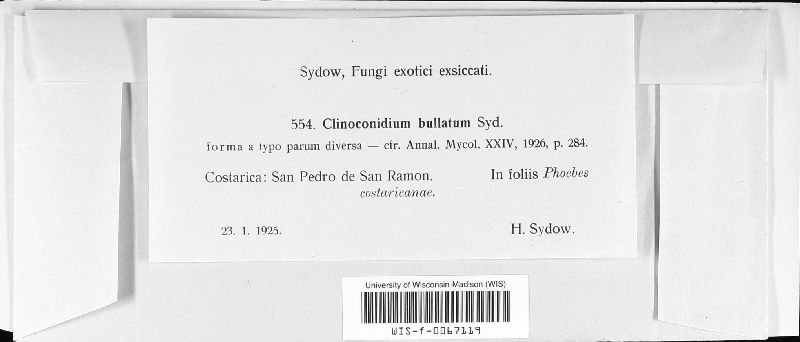 Sydow, Fungi exotici exsiccati.
554. Clinoconidium bullatum Syd.
forma a typo parum diversa — cfr. Annal. Mycol. XXIV, 1926, p. 284.
Costarica: San Pedro de San Ramon. In foliis Phoebes
costaricanae.
23. 1. 1925. H. Sydow.
University of Wisconsin-Madison (WIS)
WIS-f-0067119